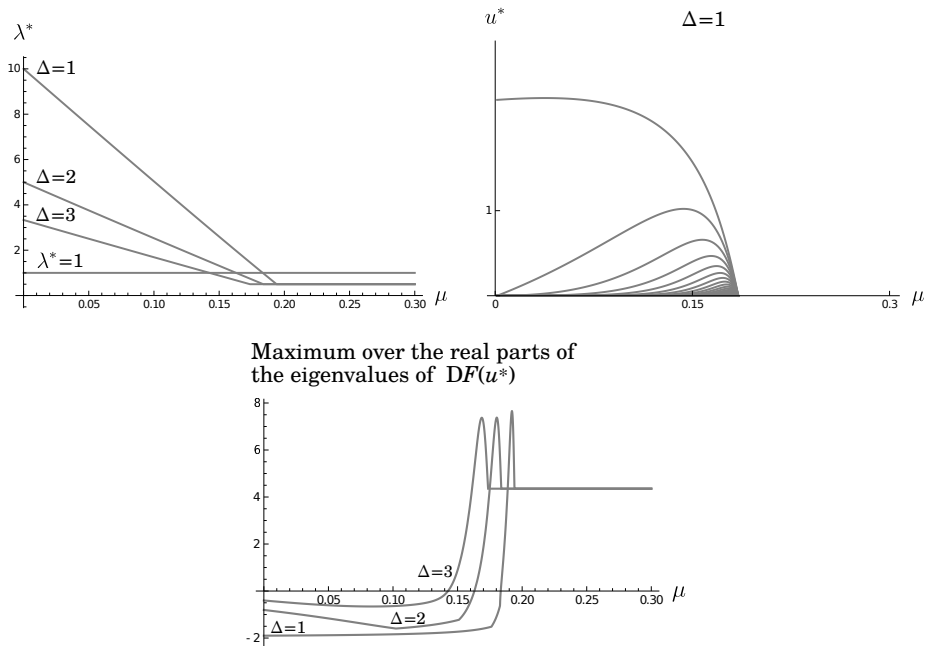 λ*
10
Δ=1
8
6
Δ=2
4
Δ=3
2
λ*=1
0.05 0.10 0.15 0.20 0.25 0.30 μ
u*
Δ=1
1
0 0.15 0.3 μ
Maximum over the real parts of
the eigenvalues of DF(u*)
8
6
4
2
Δ=3
0.05 0.10 0.15 0.20 0.25 0.30 μ
Δ=2
Δ=1
-2